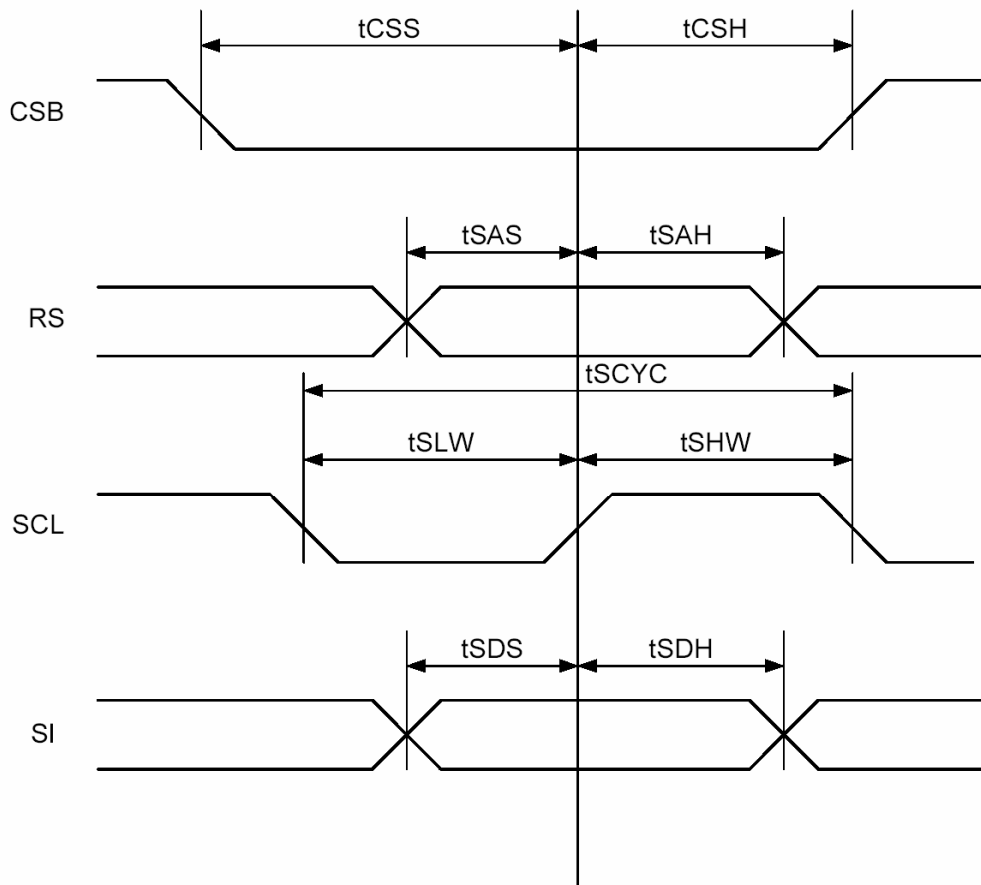 tCSS tCSH
CSB
tSAS tSAH
RS
tSCYC
tSLW tSHW
SCL
tSDS tSDH
SI